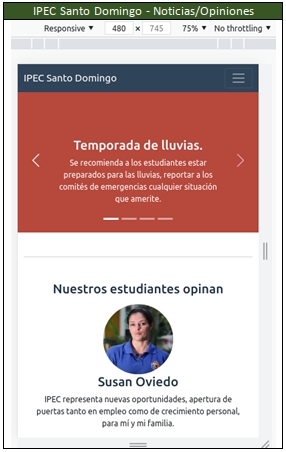 IPEC Santo Domingo - Noticias/Opiniones
Responsive 480 × 745 75% No throttling
IPEC Santo Domingo
Temporada de lluvias.
Se recomienda a los estudiantes estar
preparados para las lluvias, reportar a los
comités de emergencias cualquier situación
que amerite.
Nuestros estudiantes opinan
Susan Oviedo
IPEC representa nuevas oportunidades, apertura de
puertas tanto en empleo como de crecimiento personal,
para mí y mi familia.